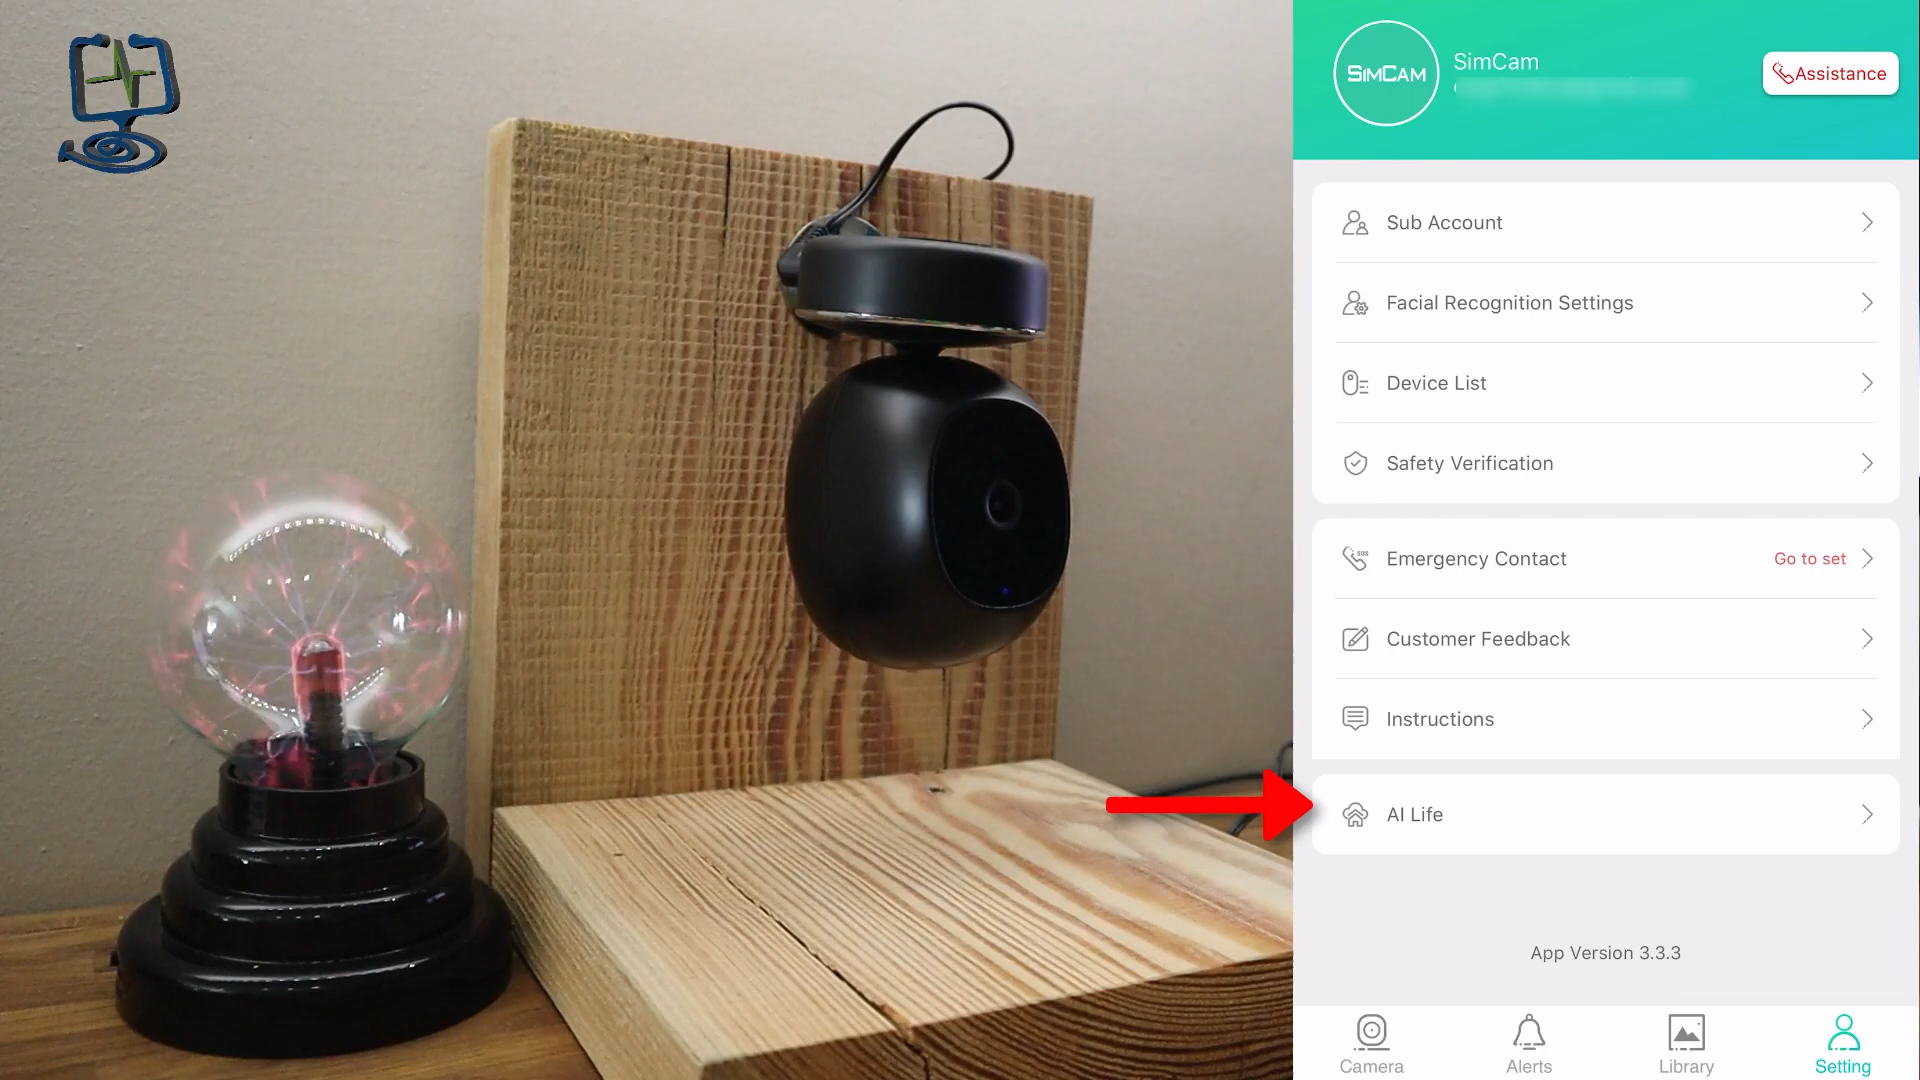 SIMCAM
SimCam
Assistance
Sub Account
Facial Recognition Settings
Device List
Safety Verification
SOS
Emergency Contact
Go to set
Customer Feedback
Instructions
AI Life
App Version 3.3.3
Camera
Alerts
Library
Setting